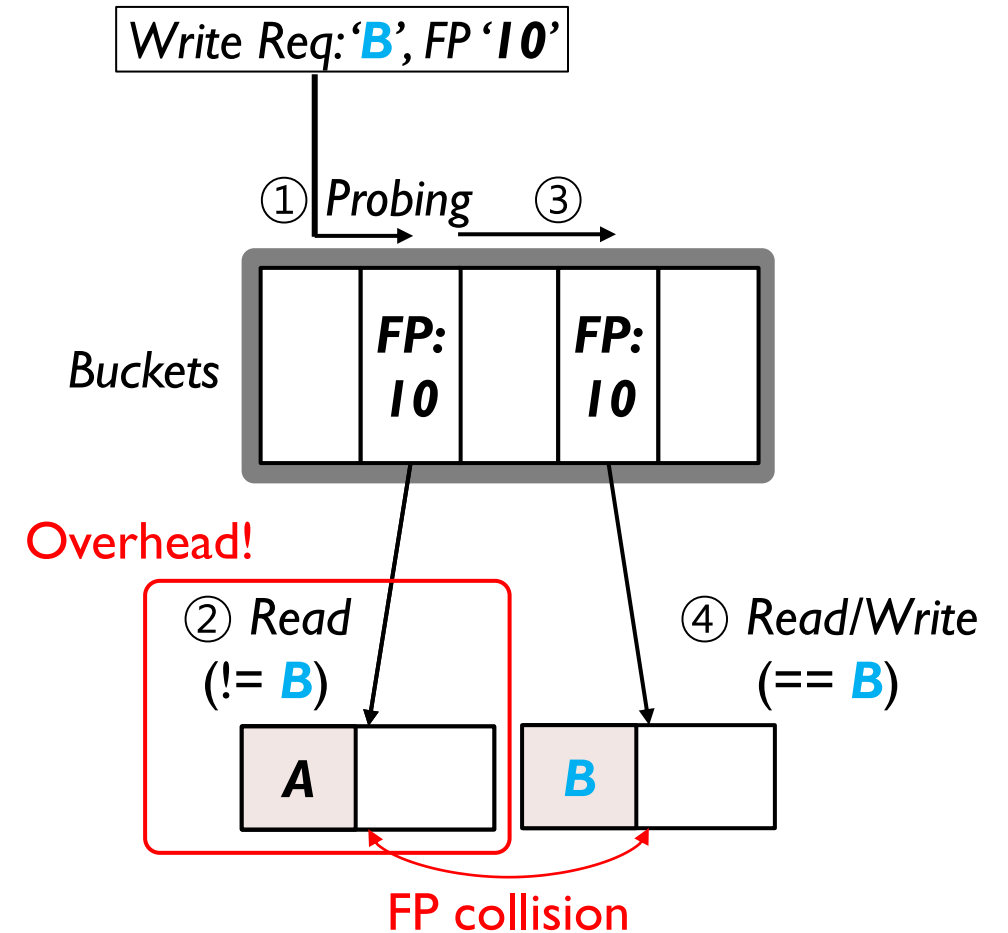 Write Req: ‘B’, FP ‘10’
① Probing ③
Buckets
FP:
10
FP:
10
Overhead!
② Read
(!= B)
④ Read/Write
(== B)
A
B
FP collision